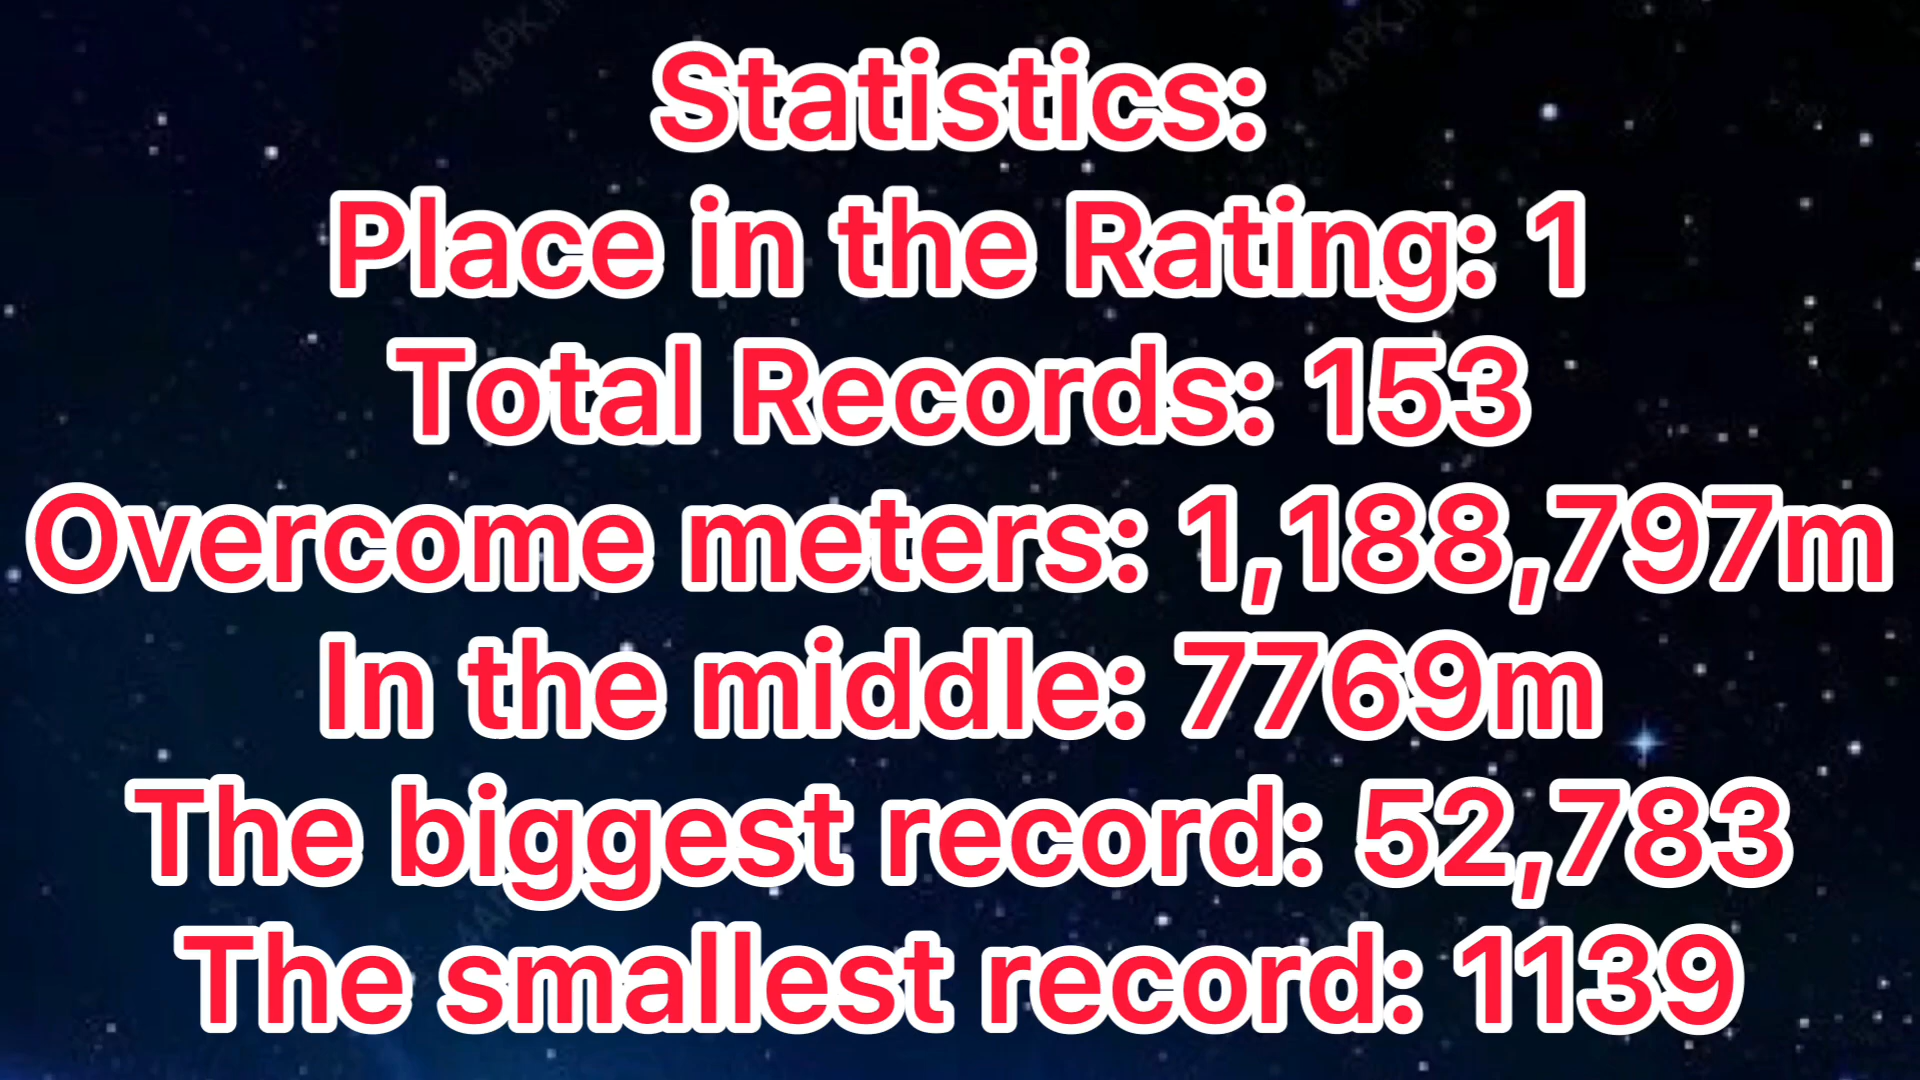 Statistics:
Place in the Rating: 1
Total Records: 153
Overcome meters: 1,188,797m
In the middle: 7769m
The biggest record: 52,783
The smallest record: 1139